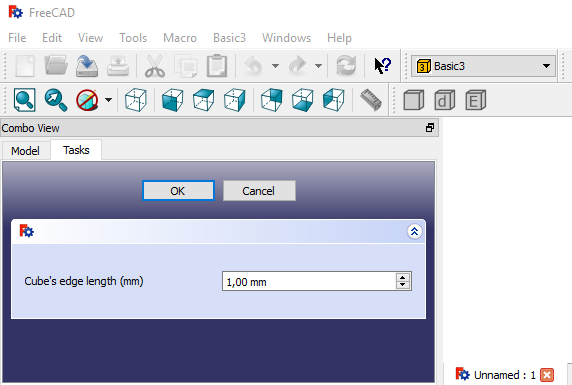 FreeCAD
File Edit View Tools Macro Basic3 Windows Help
3 Basic3
d E
Combo View
Model Tasks
OK Cancel
Cube's edge length (mm) 1,00 mm
Unnamed : 1